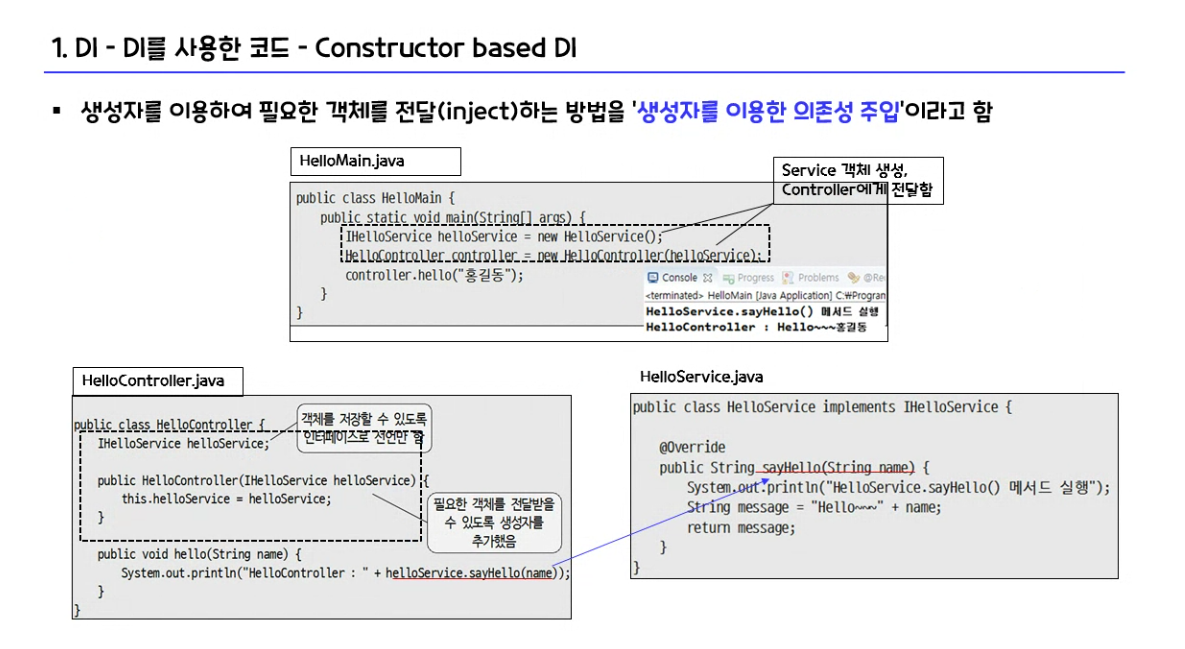 1. DI - DI를 사용한 코드 - Constructor based DI
▪ 생성자를 이용하여 필요한 객체를 전달(inject)하는 방법을 '생성자를 이용한 의존성 주입'이라고 함
HelloMain.java
Service 객체 생성,
Controller에게 전달함
public class HelloMain {
public static void main(String[] args) {
IHelloService helloService = new HelloService();
HelloController controller = new HelloController(helloService);
controller.hello("홍길동");
}
}
Console Progress Problems
<terminated> HelloMain [Java Application] C:₩Program
HelloService.sayHello() 메서드 실행
HelloController : Hello~~~홍길동
HelloController.java
public class HelloController {
IHelloService helloService;
public HelloController(IHelloService helloService) {
this.helloService = helloService;
}
public void hello(String name) {
System.out.println("HelloController : " + helloService.sayHello(name));
}
}
객체를 저장할 수 있도록
인터페이스로 선언만 함
필요한 객체를 전달받을
수 있도록 생성자를
추가했음
HelloService.java
public class HelloService implements IHelloService {
@Override
public String sayHello(String name) {
System.out.println("HelloService.sayHello() 메서드 실행");
String message = "Hello~~~" + name;
return message;
}
}